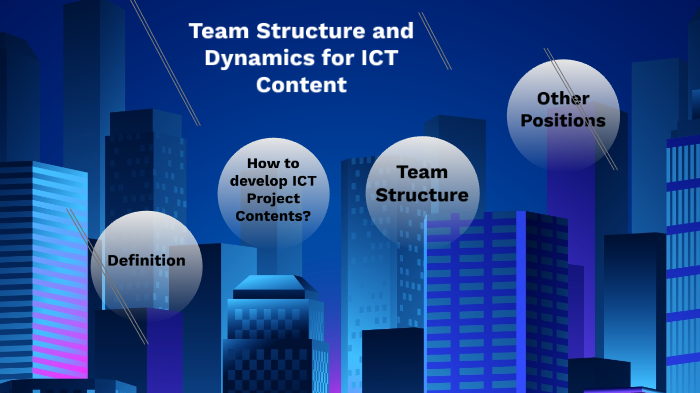 Team Structure and
Dynamics for ICT
Content
Definition
How to
develop ICT
Project
Contents?
Team
Structure
Other
Positions